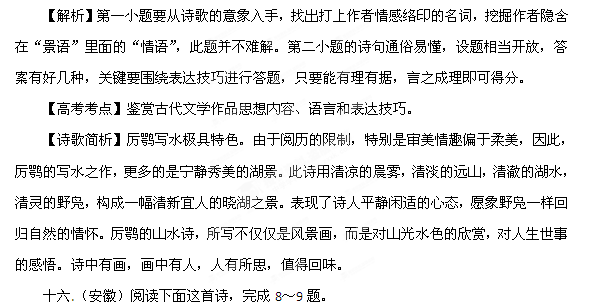 【解析】第一小题要从诗歌的意象入手，找出打上作者情感络印的名词，挖掘作者隐含
在“景语”里面的“情语”，此题并不难解。第二小题的诗句通俗易懂，设题相当开放，答
案有好几种，关键要围绕表达技巧进行答题，只要能有理有据，言之成理即可得分。
【高考考点】鉴赏古代文学作品思想内容、语言和表达技巧。
【诗歌简析】厉鹗写水极具特色。由于阅历的限制，特别是审美情趣偏于柔美，因此，
厉鹗的写水之作，更多的是宁静秀美的湖景。此诗用清凉的晨雾，清淡的远山，清澈的湖水，
清灵的野凫，构成一幅清新宜人的晓湖之景。表现了诗人平静闲适的心态，愿象野凫一样回
归自然的情怀。厉鹗的山水诗，所写不仅仅是风景画，而是对山光水色的欣赏，对人生世事
的感悟。诗中有画，画中有人，人有所思，值得回味。
十六.（安徽）阅读下面这首诗，完成 8～9 题。